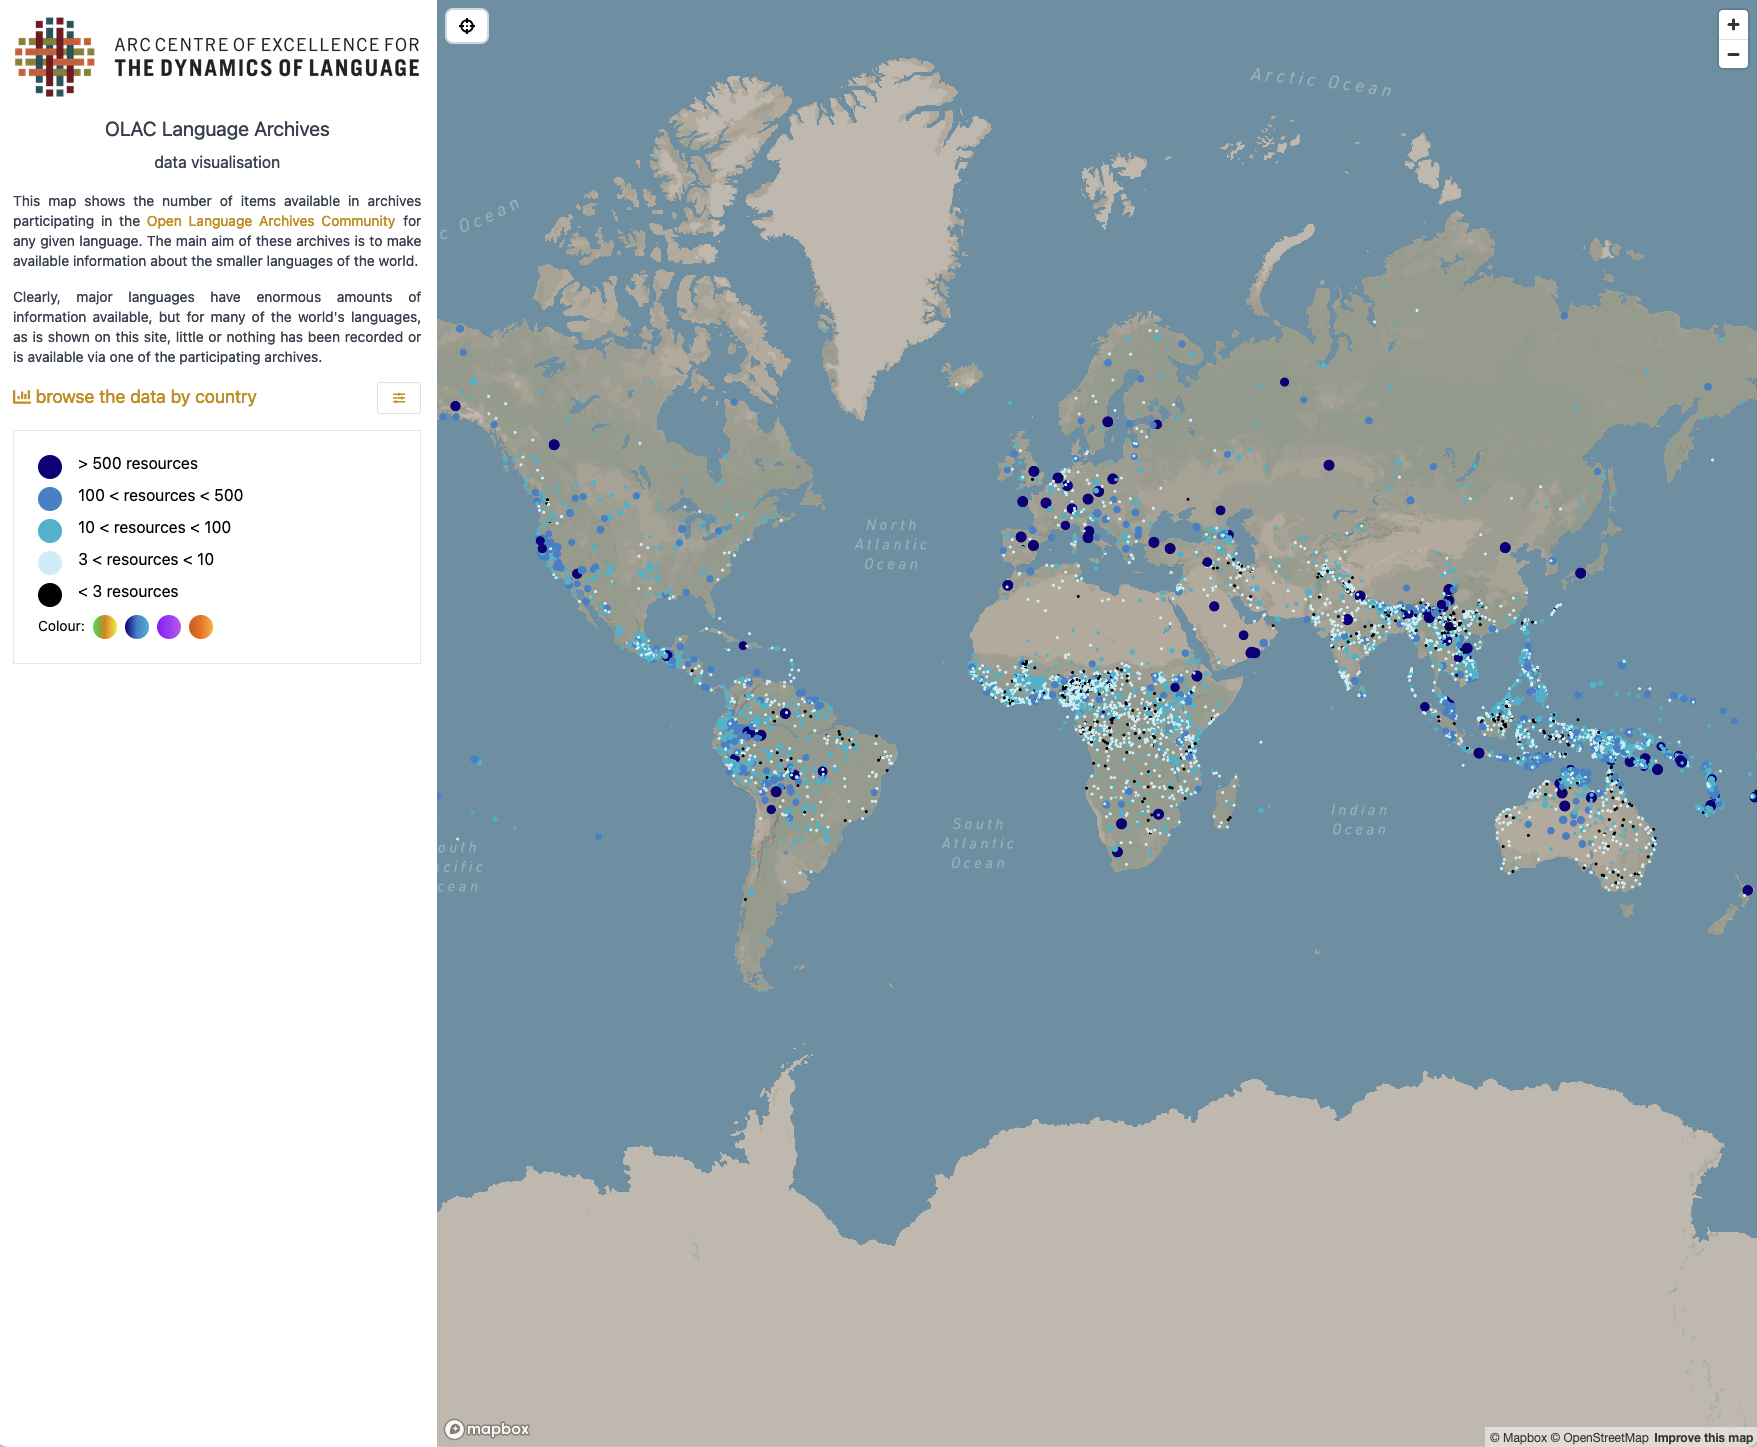 ARC CENTRE OF EXCELLENCE FOR
THE DYNAMICS OF LANGUAGE
OLAC Language Archives
data visualisation
This map shows the number of items available in archives
participating in the Open Language Archives Community for
any given language. The main aim of these archives is to make
available information about the smaller languages of the world.
Clearly, major languages have enormous amounts of
information available, but for many of the world's languages,
as is shown on this site, little or nothing has been recorded or
is available via one of the participating archives.
browse the data by country
> 500 resources
100 < resources < 500
10 < resources < 100
3 < resources < 10
< 3 resources
Colour:
Arctic Ocean
c Ocean
North
Atlantic
Ocean
South
Atlantic
Ocean
Indian
Ocean
outh
cific
cean
mapbox
© Mapbox © OpenStreetMap Improve this map